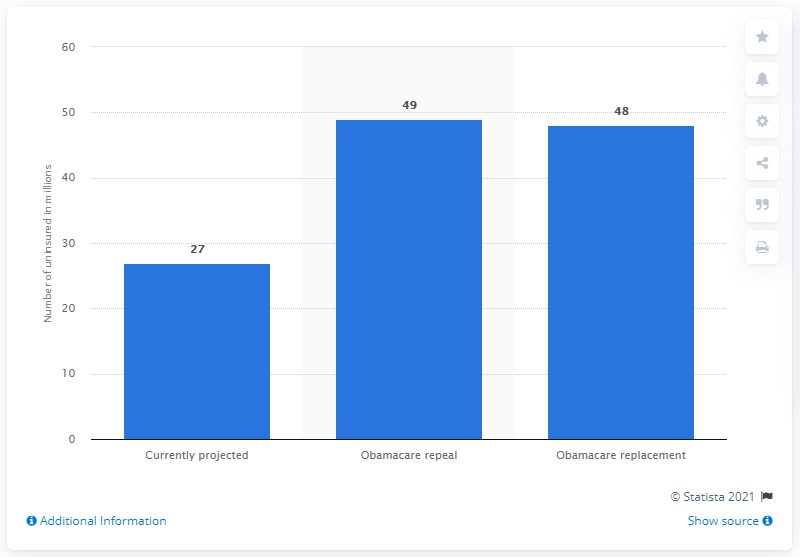 60
50
40
30
20
10
0
Number of uninsured in millions
27
49
48
Currently projected
Obamacare repeal
Obamacare replacement
© Statista 2021
Additional Information
Show source